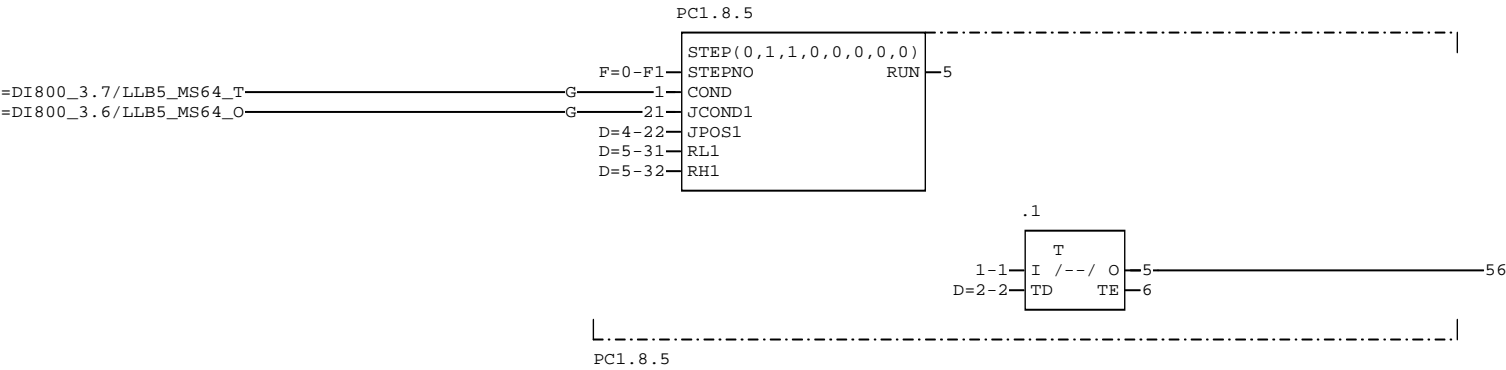 PC1.8.5
STEP(0,1,1,0,0,0,0,0)
F=0-F1 STEPNO RUN 5
=DI800_3.7/LLB5_MS64_T G 1 COND
=DI800_3.6/LLB5_MS64_O G 21 JCOND1
D=4-22 JPOS1
D=5-31 RL1
D=5-32 RH1
.1
T
1-1 I /--/ O 5 56
D=2-2 TD TE 6
PC1.8.5